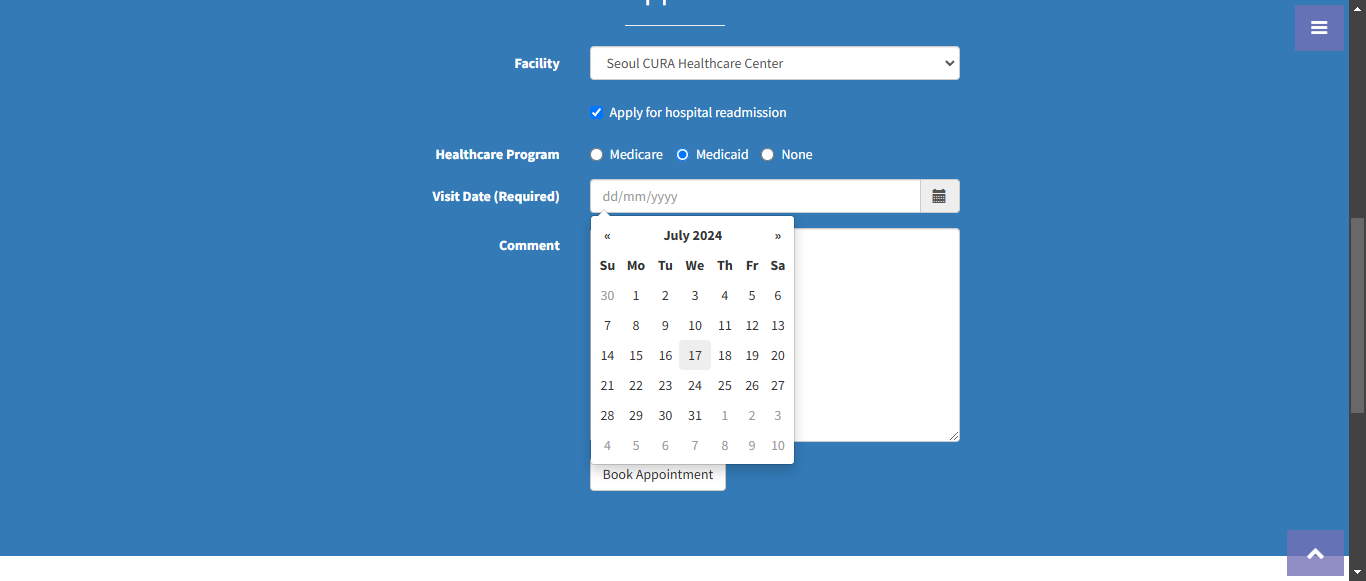 Facility Seoul CURA Healthcare Center
Apply for hospital readmission
Healthcare Program Medicare Medicaid None
Visit Date (Required) dd/mm/yyyy
Comment
« July 2024 »
Su Mo Tu We Th Fr Sa
30 1 2 3 4 5 6
7 8 9 10 11 12 13
14 15 16 17 18 19 20
21 22 23 24 25 26 27
28 29 30 31 1 2 3
4 5 6 7 8 9 10
Book Appointment